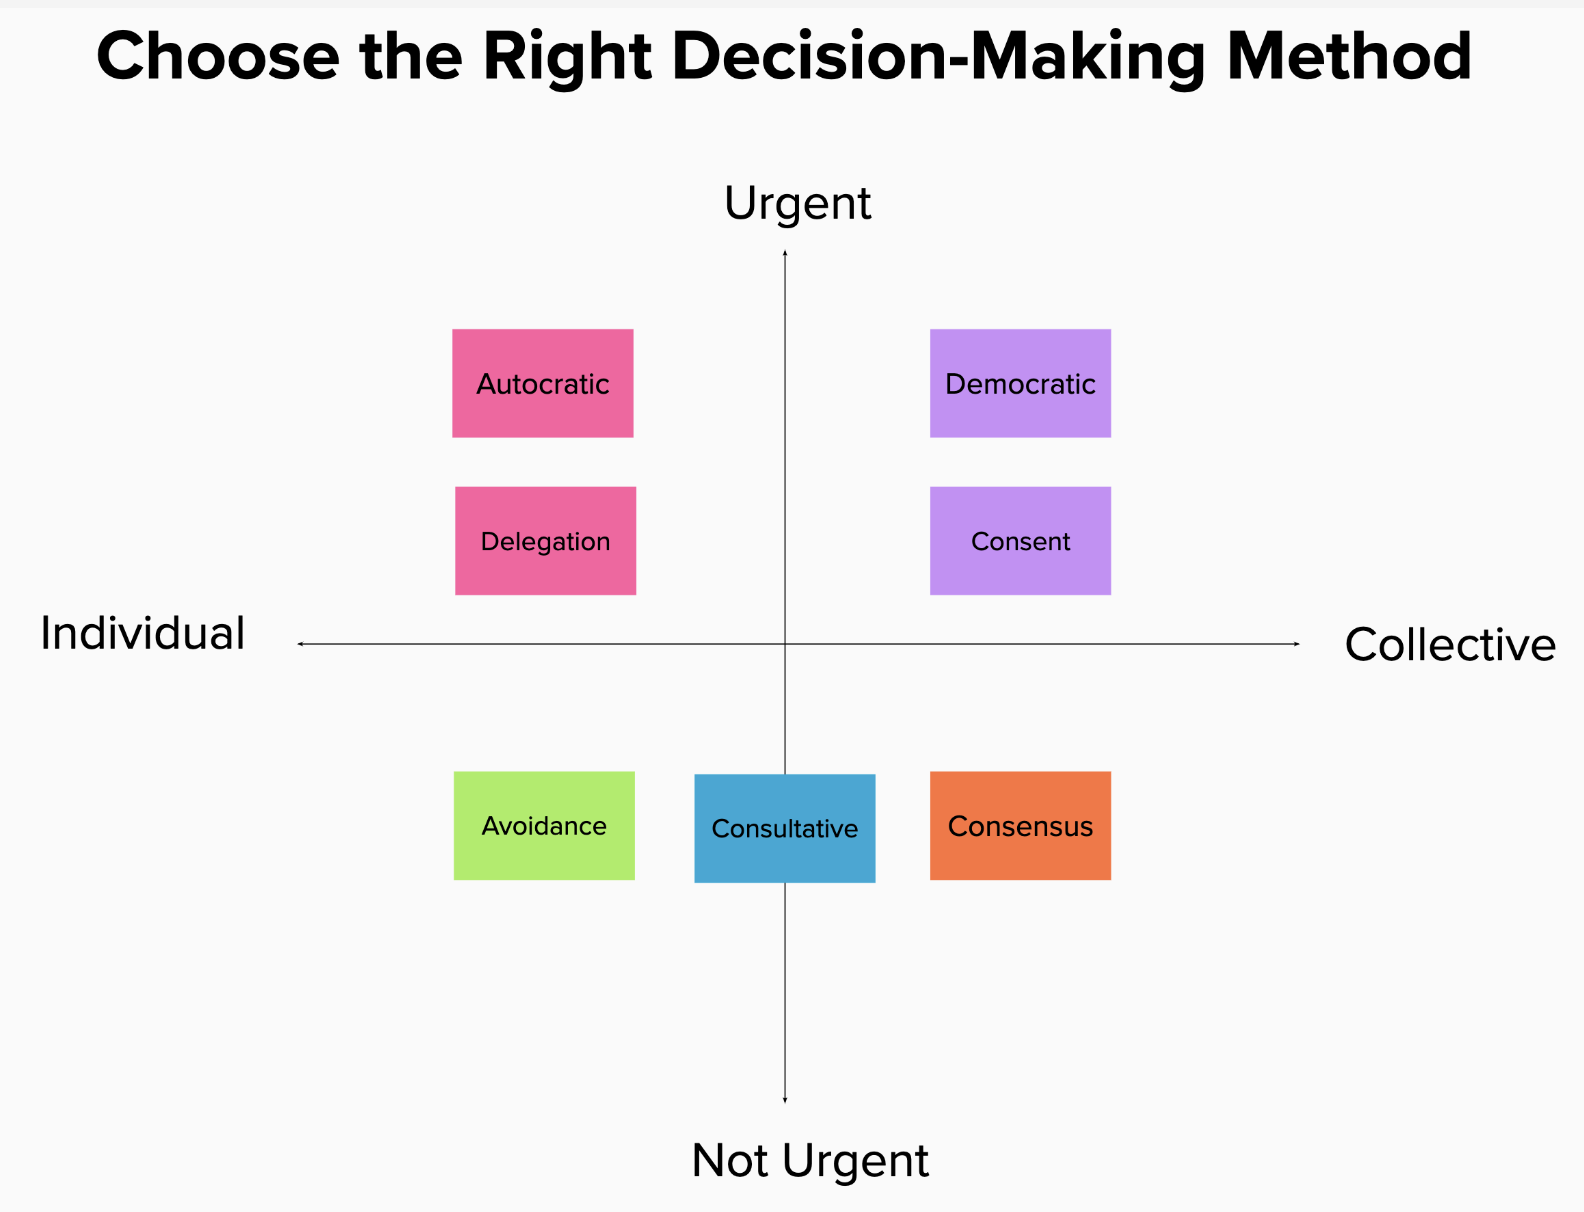 Choose the Right Decision-Making Method
Urgent
Autocratic
Democratic
Delegation
Consent
Individual
Collective
Avoidance
Consultative
Consensus
Not Urgent